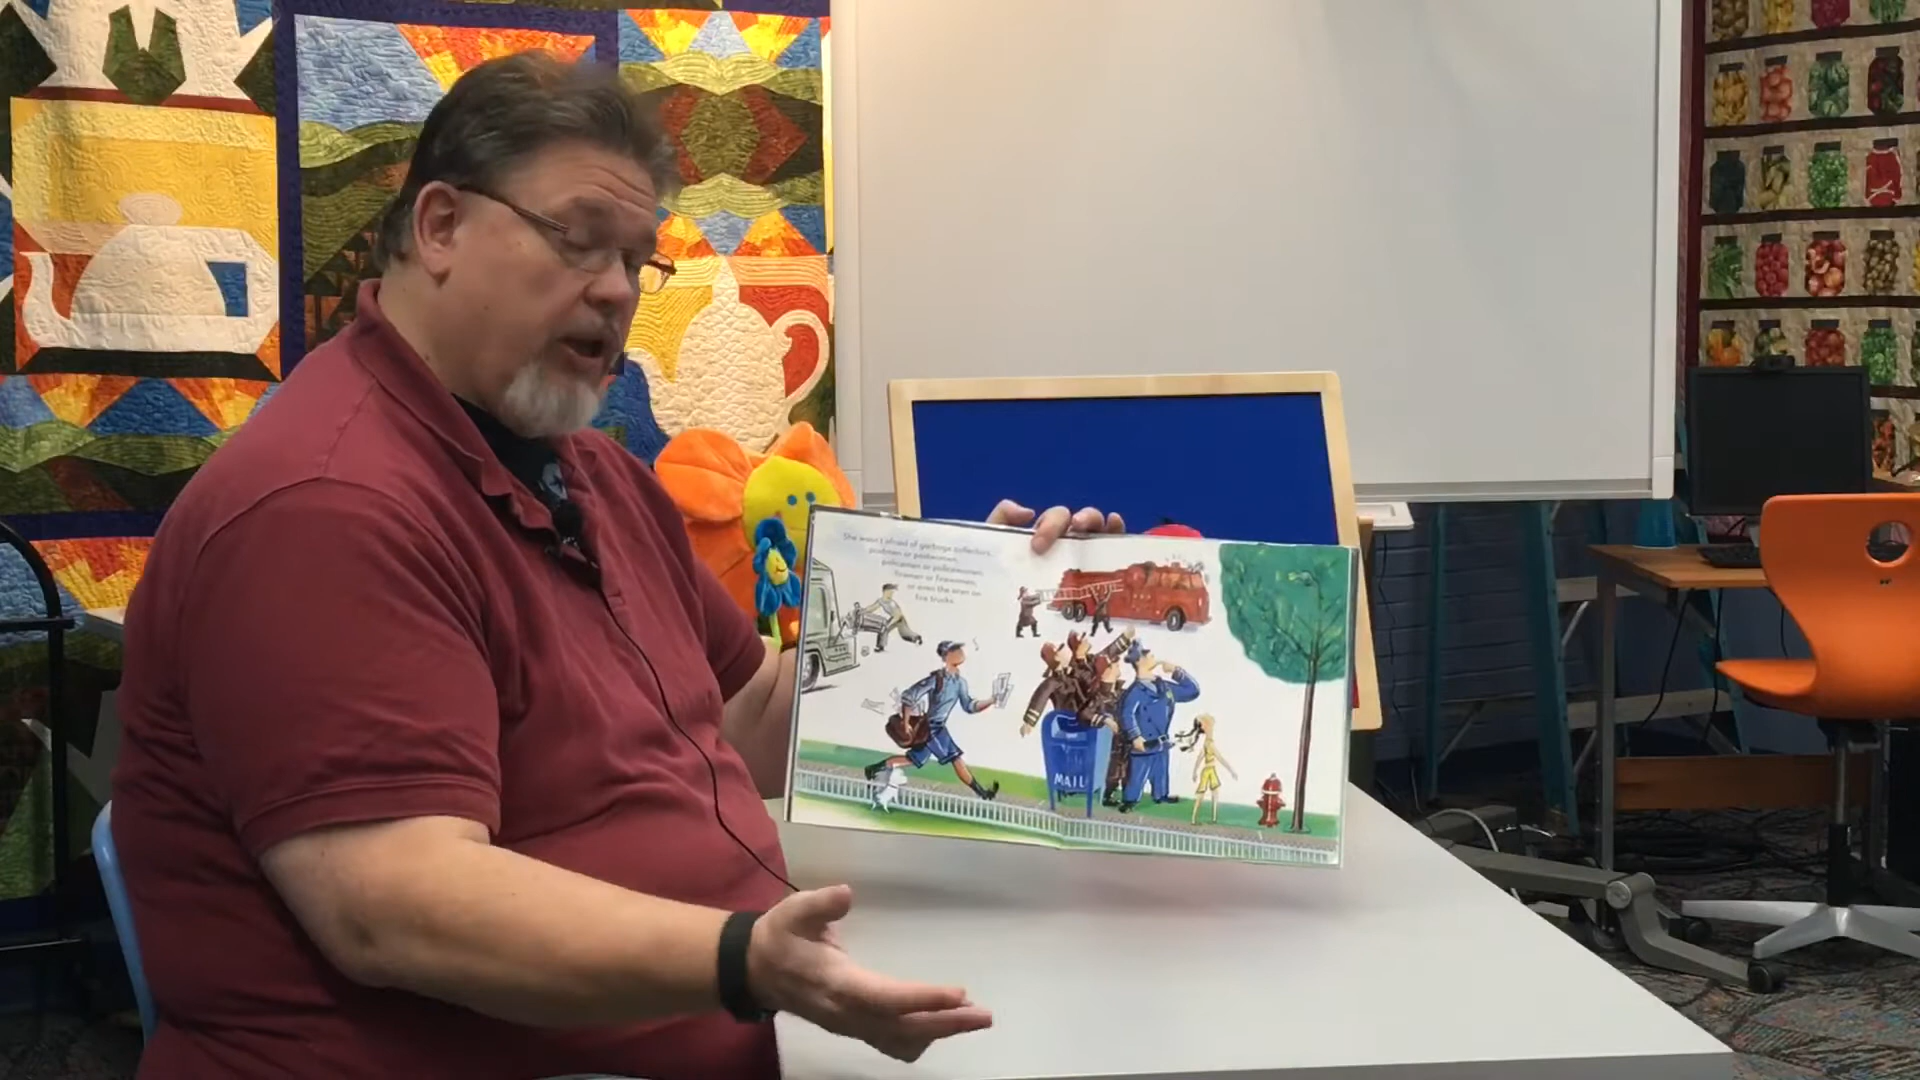 She wasn't afraid of garbage collectors,
postmen or postwomen,
policemen or policewomen,
firemen or firewomen,
or even the siren on
fire trucks.
MAIL